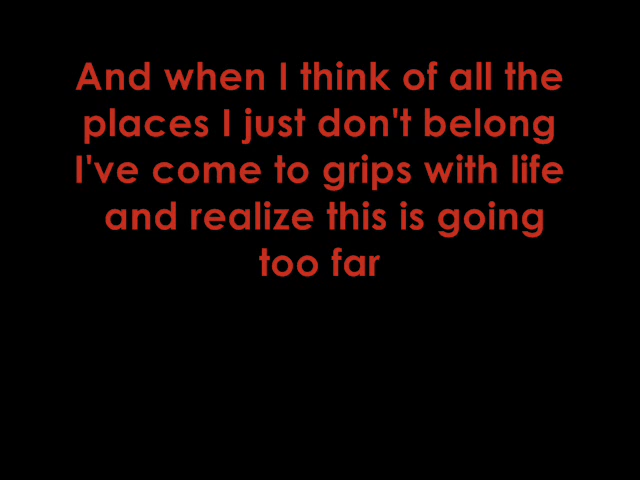 And when I think of all the
places I just don't belong
I've come to grips with life
and realize this is going
too far